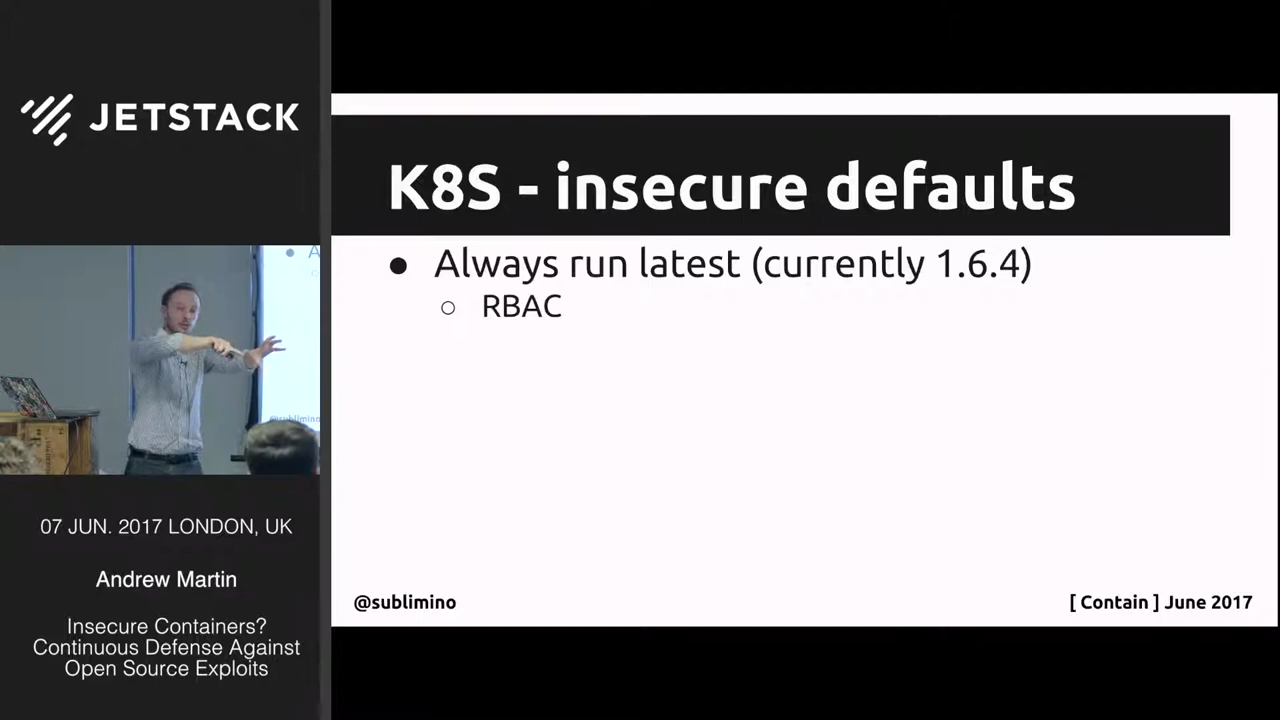 JETSTACK
K8S - insecure defaults
● Always run latest (currently 1.6.4)
○ RBAC
@sublimino
07 JUN. 2017 LONDON, UK
Andrew Martin
Insecure Containers?
Continuous Defense Against
Open Source Exploits
@sublimino
[ Contain ] June 2017